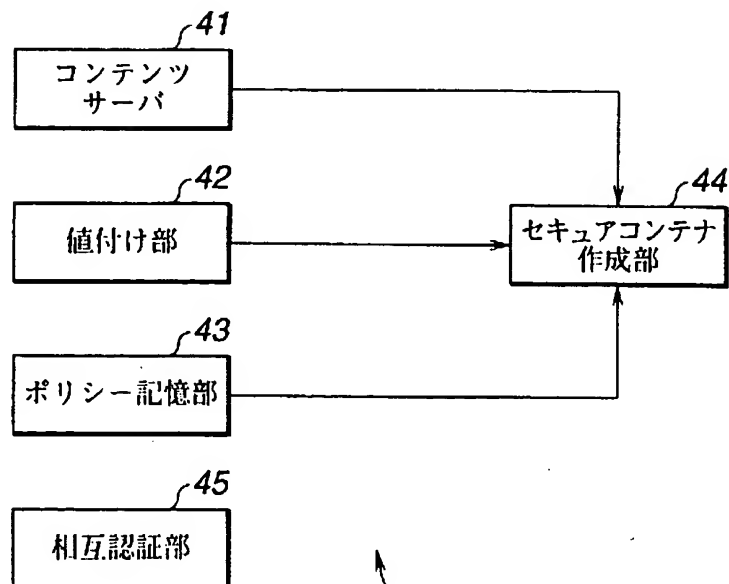 41
コンテンツ
サーバ
42
値付け部
44
セキュアコンテナ
作成部
43
ポリシー記憶部
45
相互認証部